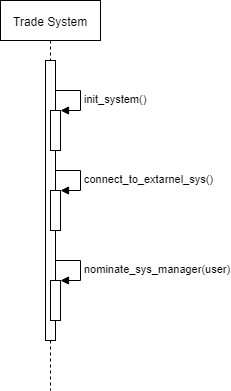 Trade System
init_system()
connect_to_extarnel_sys()
nominate_sys_manager(user)